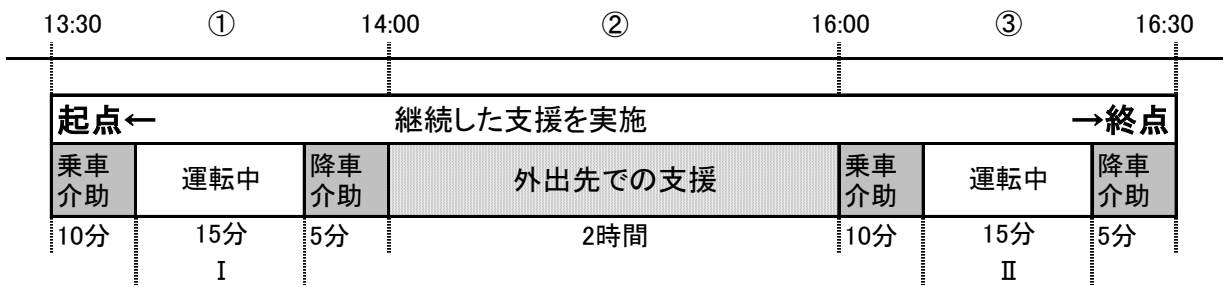 13:30 ① 14:00 ② 16:00 ③ 16:30
起点← 継続した支援を実施 →終点
乗車介助 運転中 降車介助 外出先での支援 乗車介助 運転中 降車介助
10分 15分 5分 2時間 10分 15分 5分
Ⅰ Ⅱ